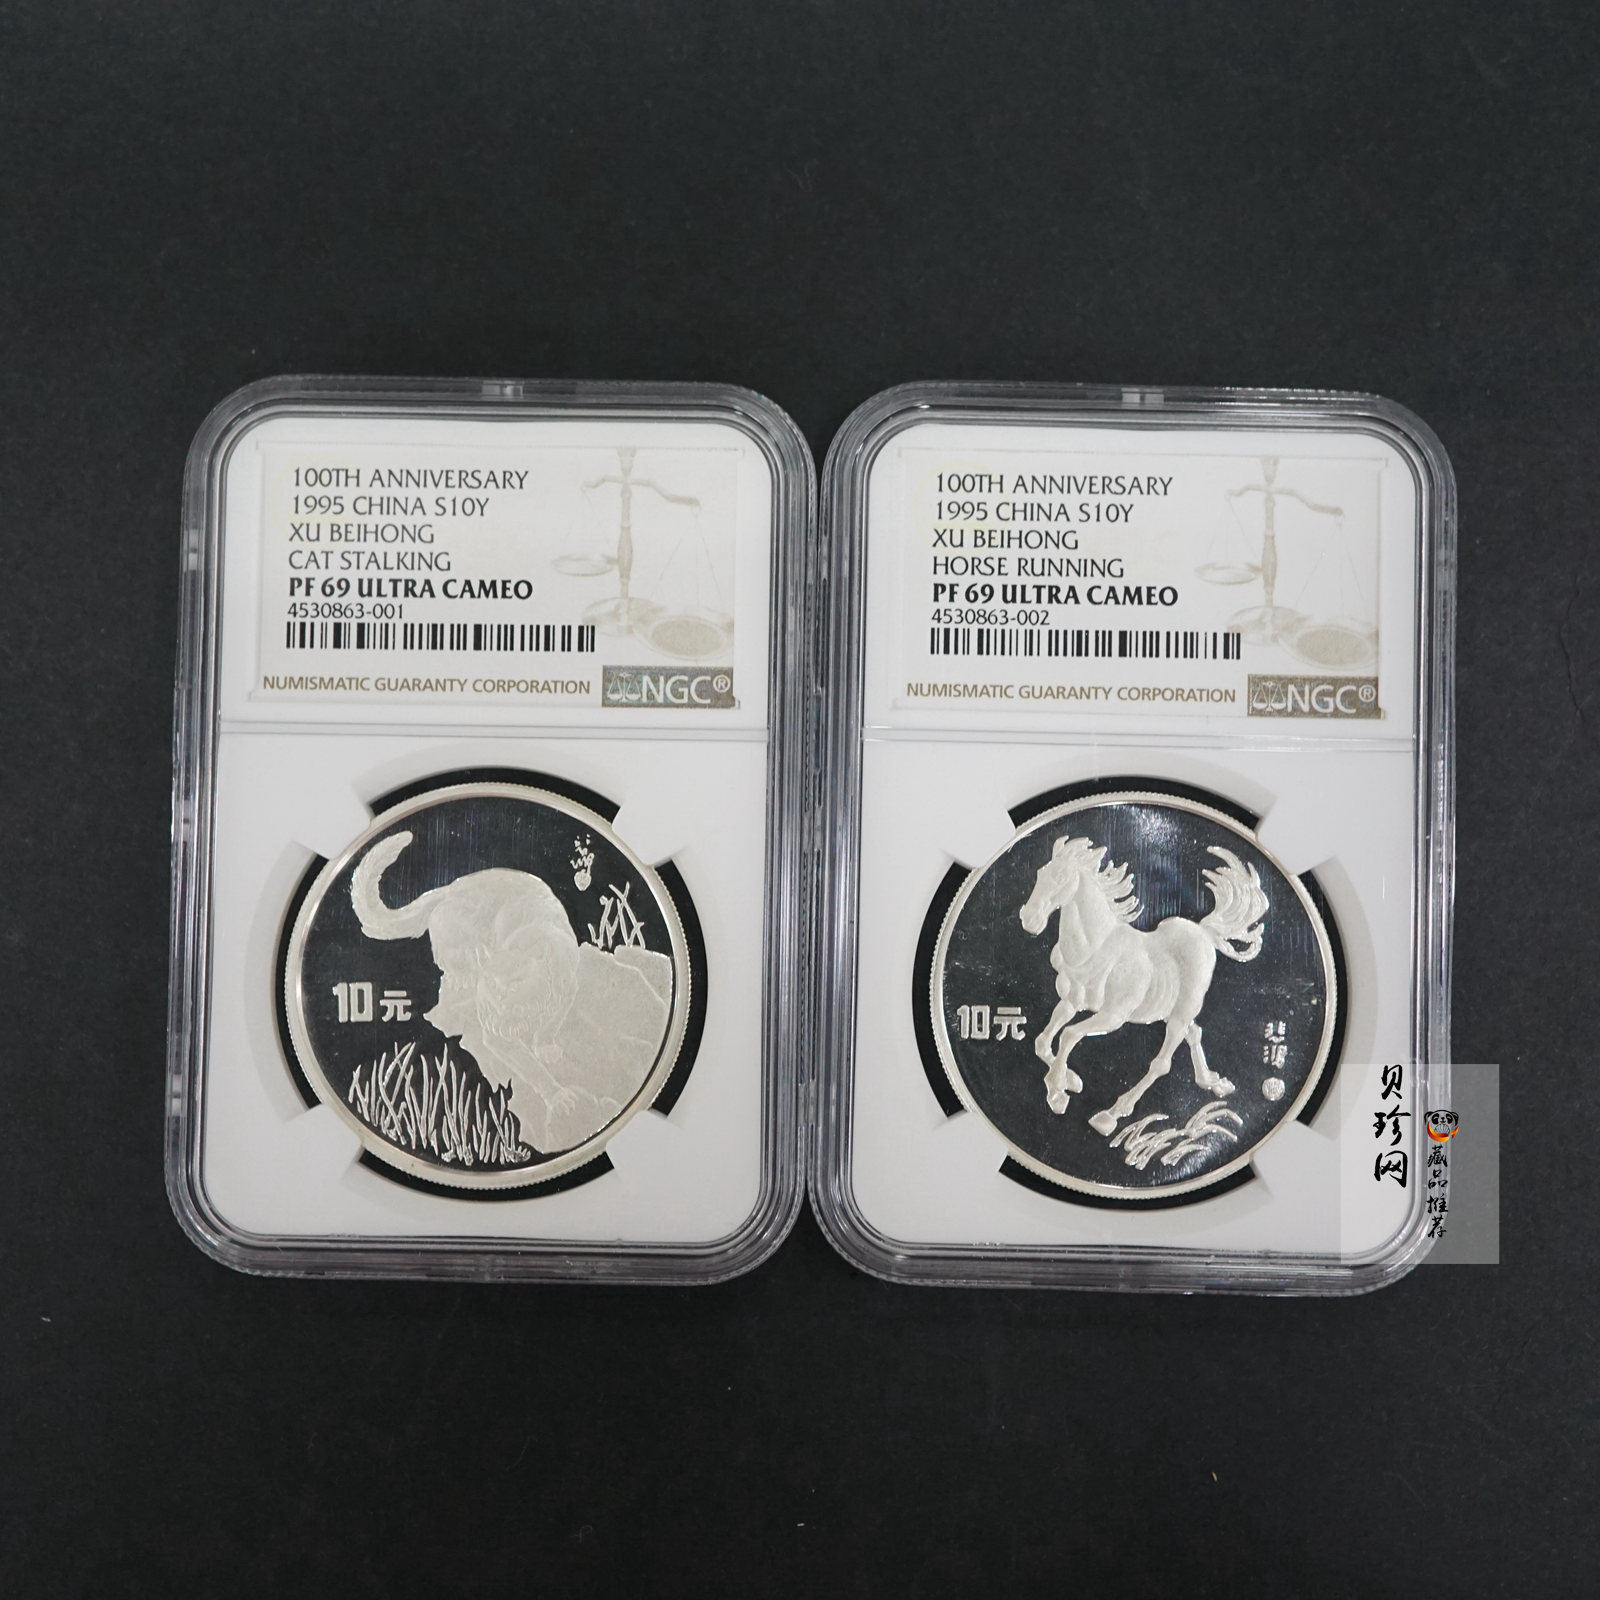 100TH ANNIVERSARY
1995 CHINA S10Y
XU BEIHONG
CAT STALKING
PF 69 ULTRA CAMEO
4530863-001
NUMISMATIC GUARANTY CORPORATION
NGC®
10元
悲鸿
100TH ANNIVERSARY
1995 CHINA S10Y
XU BEIHONG
HORSE RUNNING
PF 69 ULTRA CAMEO
4530863-002
NUMISMATIC GUARANTY CORPORATION
NGC®
10元
悲鸿
贝珍网
藏品推荐